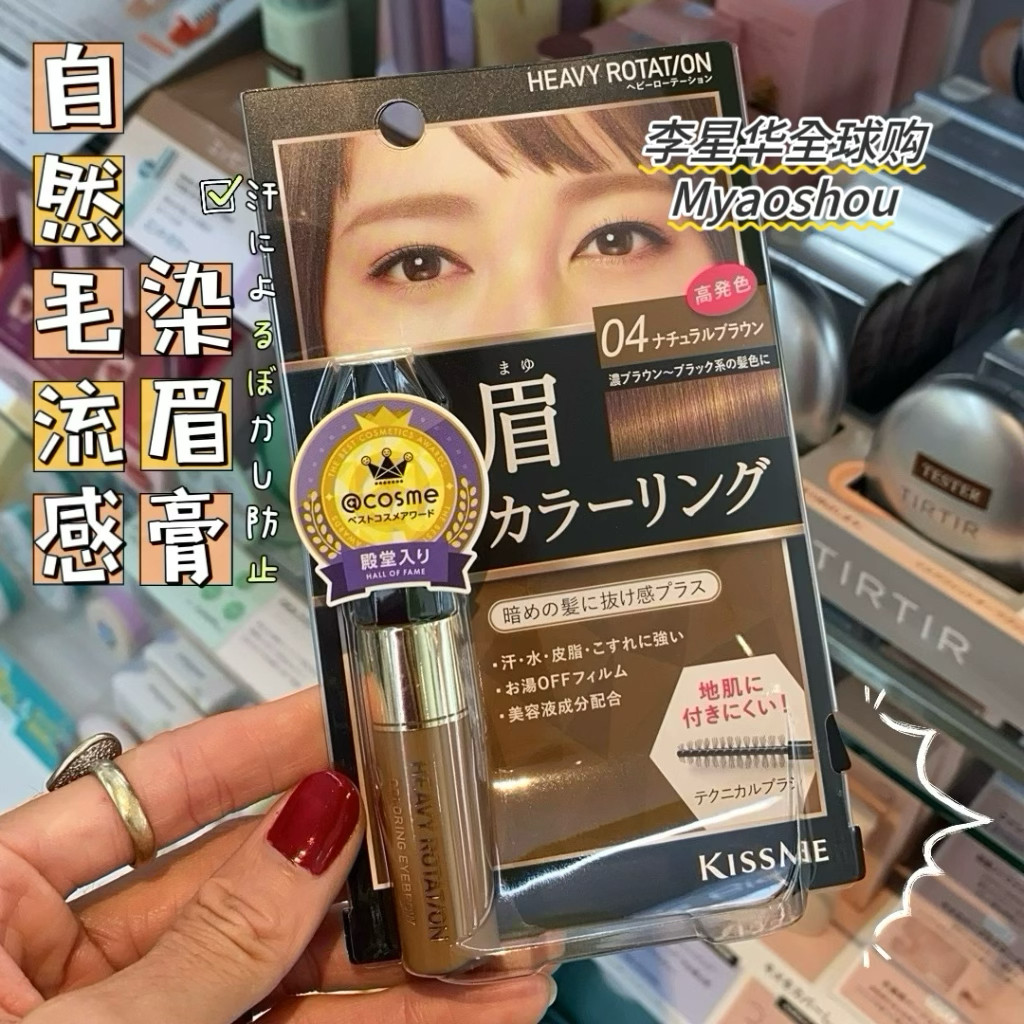 自然毛流感
染眉膏
汗によるぼかし防止
李星华全球购
Myaoshou
HEAVY ROTATION
ヘビーローテーション
高発色
04 ナチュラルブラウン
濃ブラウン～ブラック系の髪色に
まゆ
眉
カラーリング
THE BEST COSMETICS AWARDS
@cosme
ベストコスメアワード
殿堂入り
HALL OF FAME
暗めの髪に抜け感プラス
・汗・水・皮脂・こすれに強い
・お湯OFFフィルム
・美容液成分配合
地肌に
付きにくい!
テクニカルブラシ
KISSME
HEAVY ROTATION
COLORING EYEBROW
TESTER
TIRTIR
TIRTIR